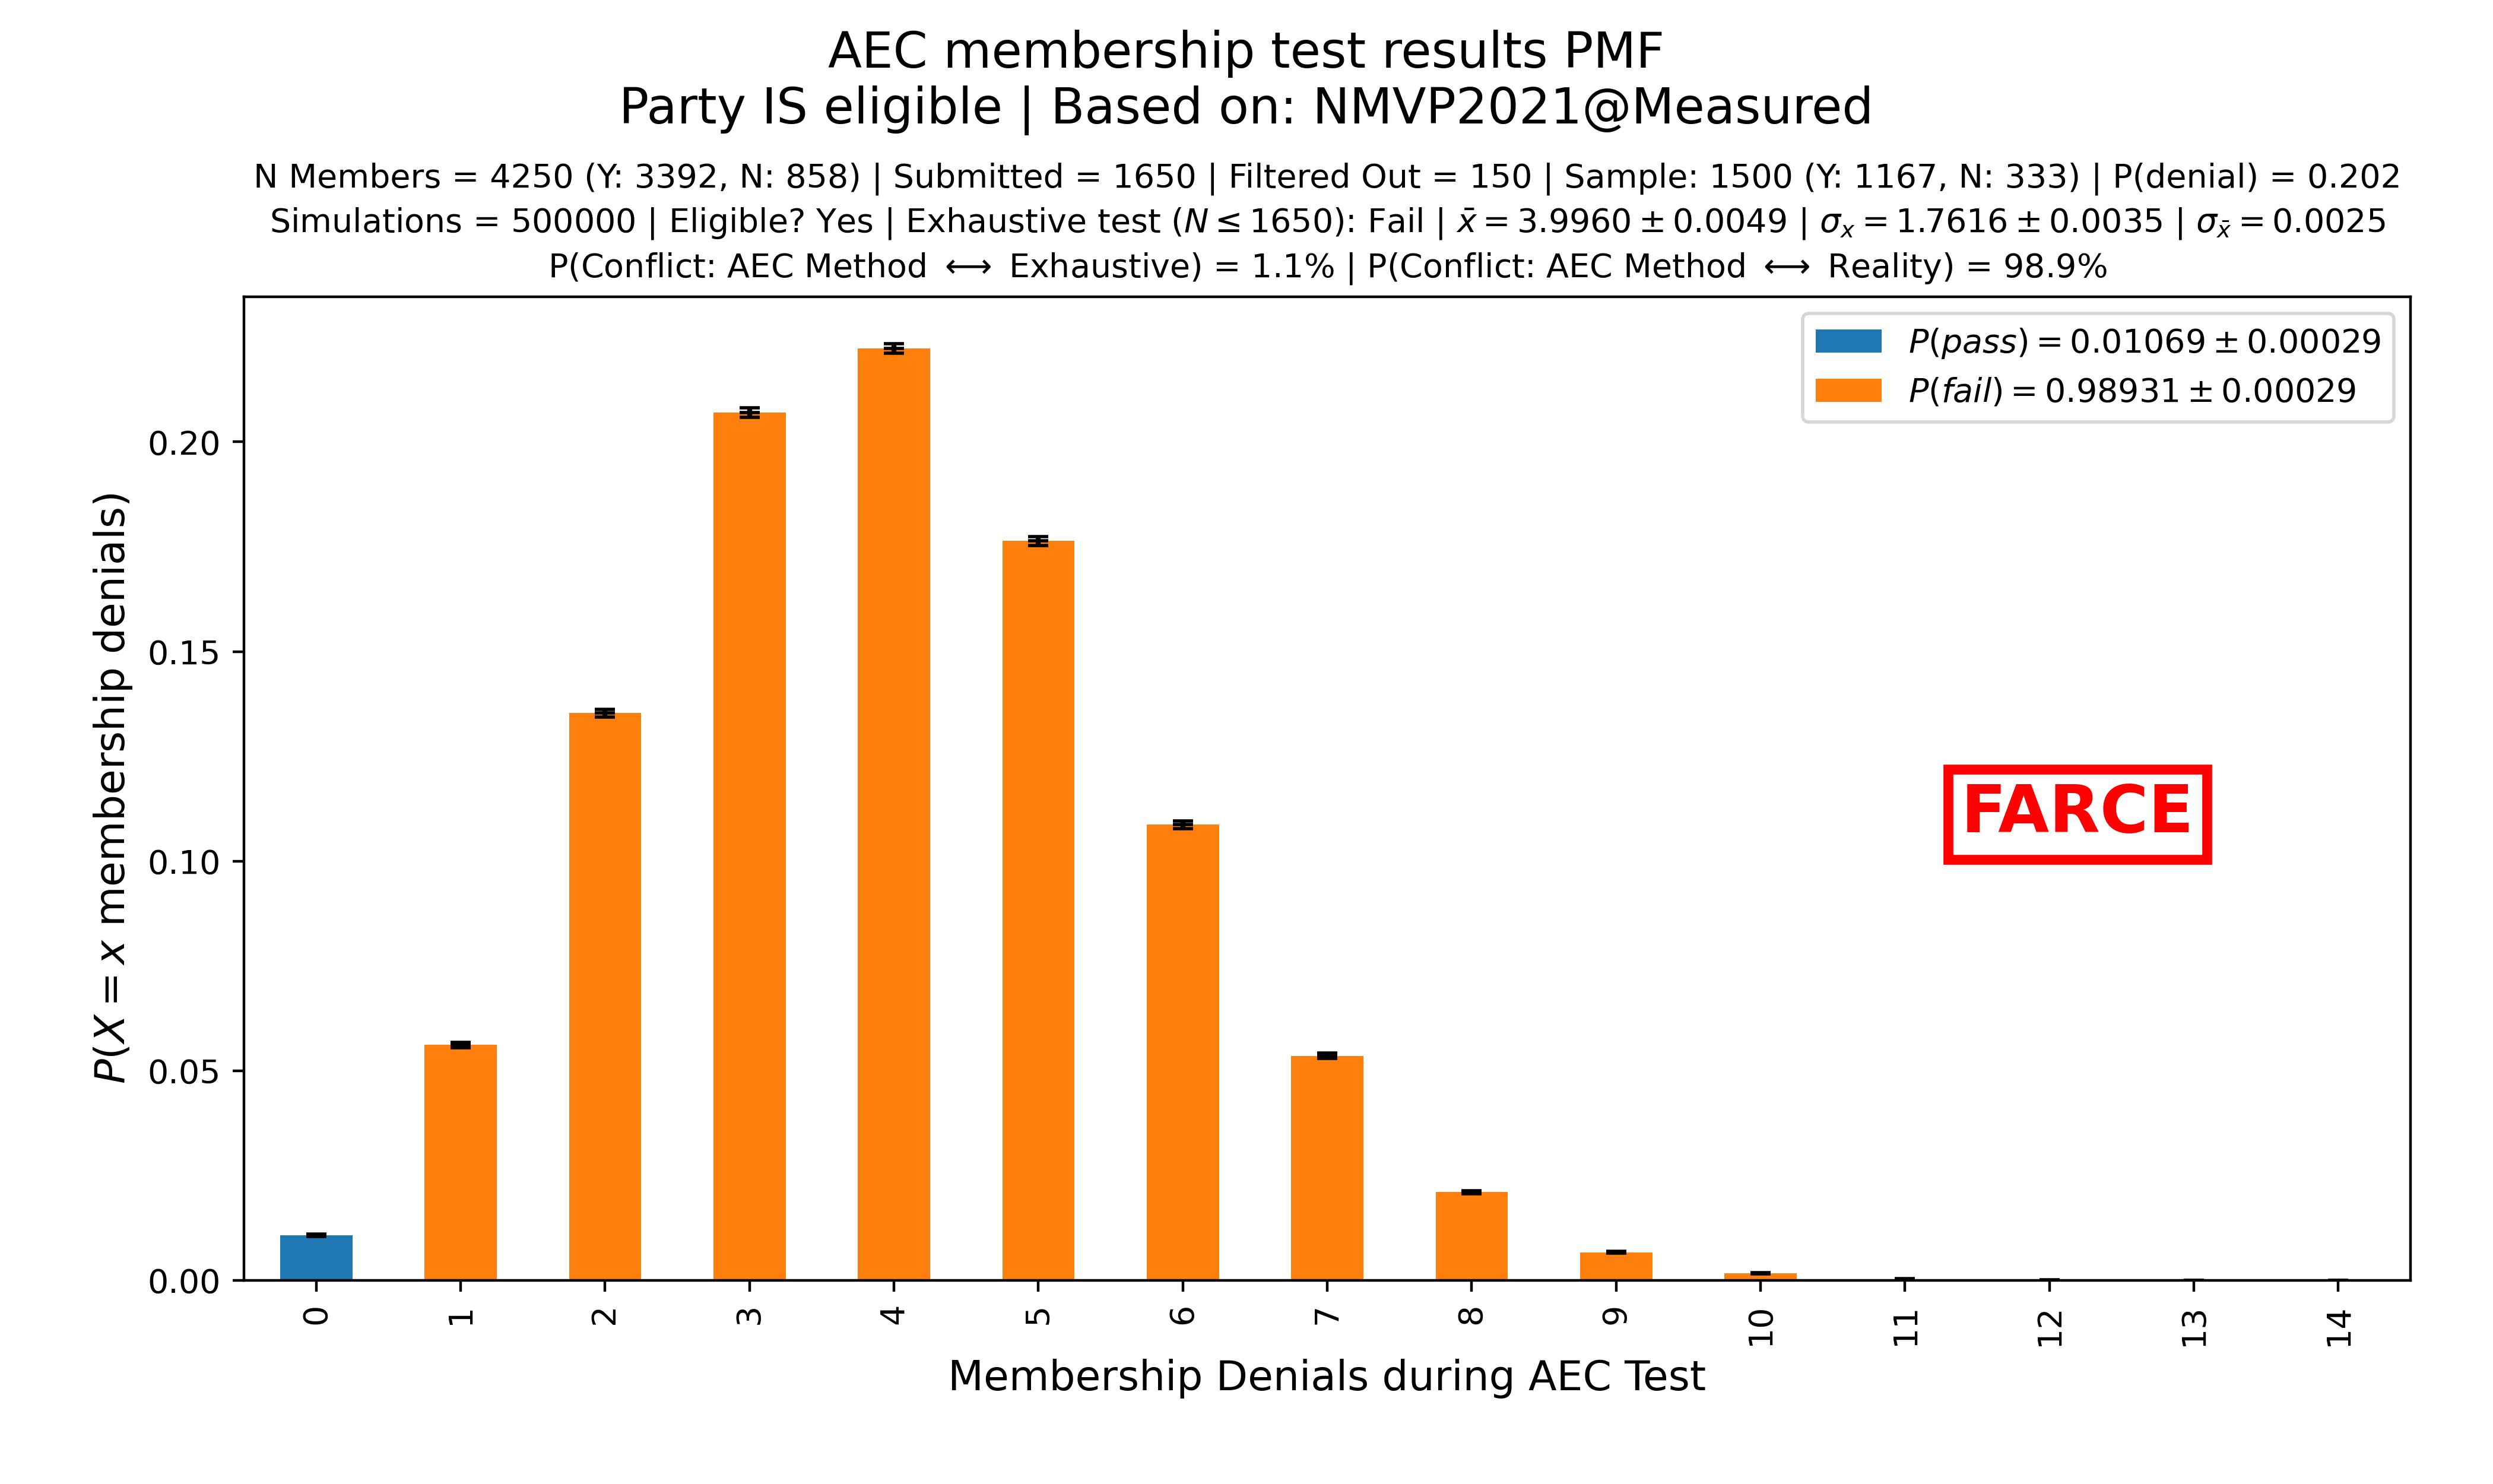 AEC membership test results PMF
Party IS eligible | Based on: NMVP2021@Measured
N Members = 4250 (Y: 3392, N: 858) | Submitted = 1650 | Filtered Out = 150 | Sample: 1500 (Y: 1167, N: 333) | P(denial) = 0.202
Simulations = 500000 | Eligible? Yes | Exhaustive test (N ≤ 1650): Fail | x̄ = 3.9960 ± 0.0049 | σₓ = 1.7616 ± 0.0035 | σ_x̄ = 0.0025
P(Conflict: AEC Method ⟷ Exhaustive) = 1.1% | P(Conflict: AEC Method ⟷ Reality) = 98.9%
P(pass) = 0.01069 ± 0.00029
P(fail) = 0.98931 ± 0.00029
P(X = x membership denials)
0.20
0.15
0.10
0.05
0.00
FARCE
0 1 2 3 4 5 6 7 8 9 10 11 12 13 14
Membership Denials during AEC Test